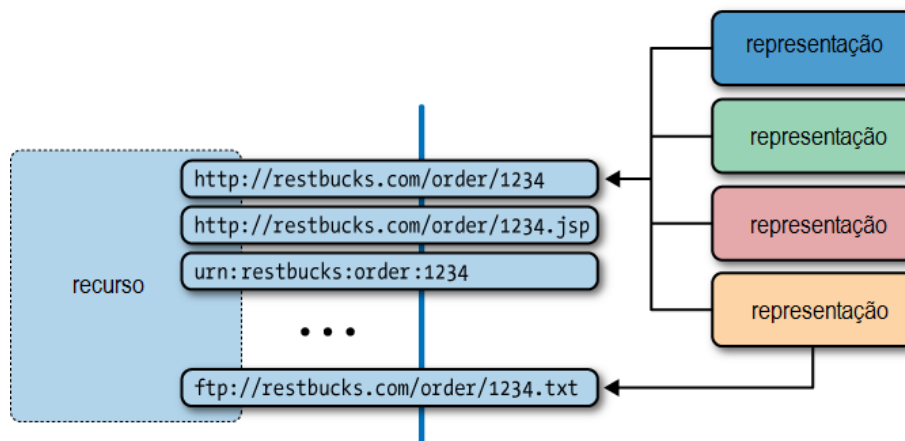 representação
representação
http://restbucks.com/order/1234
http://restbucks.com/order/1234.jsp
representação
urn:restbucks:order:1234
recurso
representação
...
ftp://restbucks.com/order/1234.txt